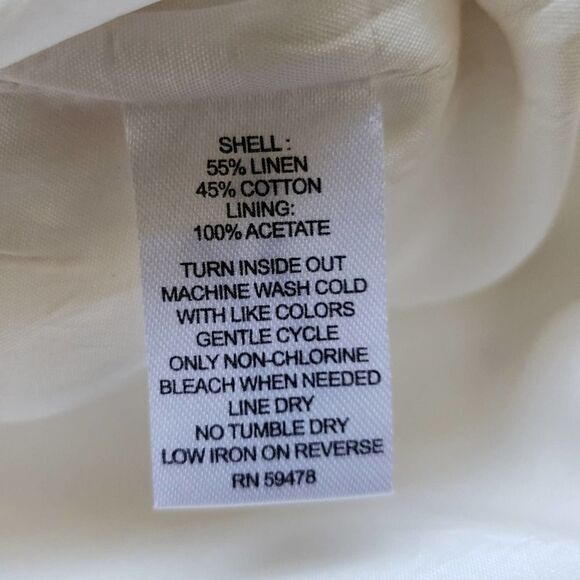 SHELL :
55% LINEN
45% COTTON
LINING:
100% ACETATE
TURN INSIDE OUT
MACHINE WASH COLD
WITH LIKE COLORS
GENTLE CYCLE
ONLY NON-CHLORINE
BLEACH WHEN NEEDED
LINE DRY
NO TUMBLE DRY
LOW IRON ON REVERSE
RN 59478